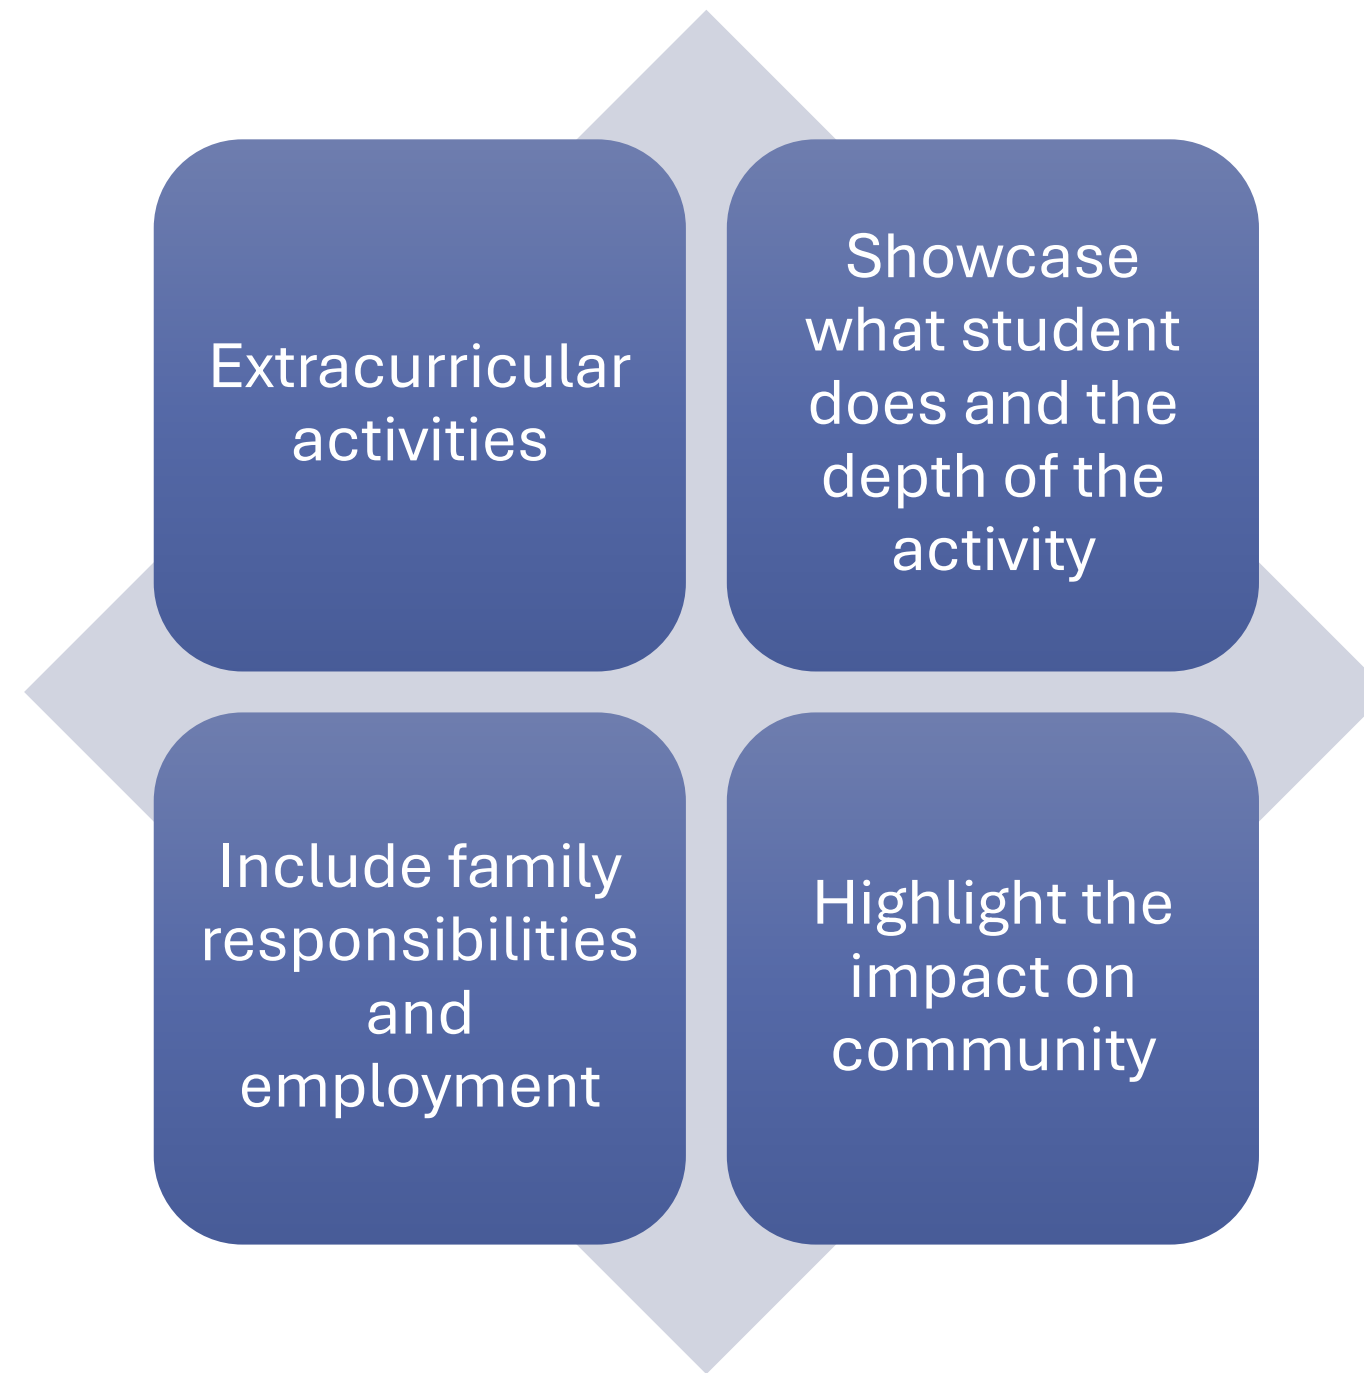 Extracurricular
activities
Showcase
what student
does and the
depth of the
activity
Include family
responsibilities
and
employment
Highlight the
impact on
community